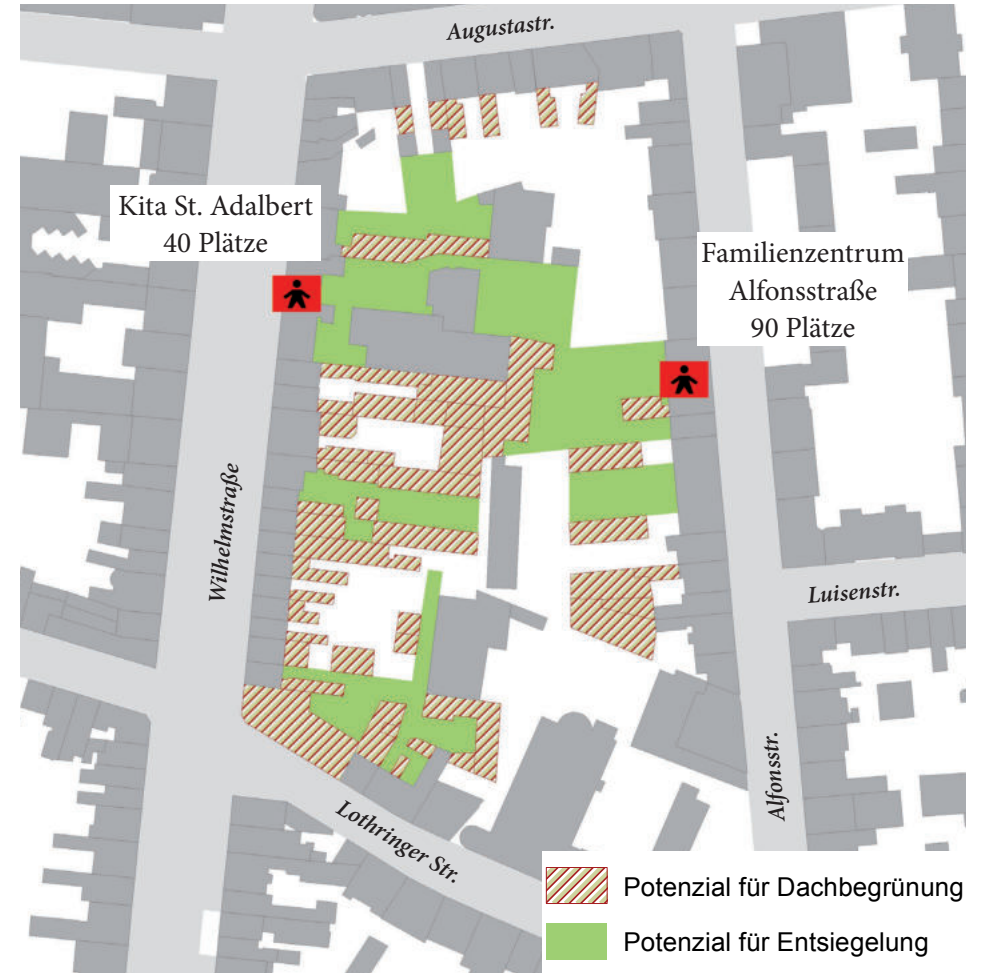 Augustastr.
Kita St. Adalbert
40 Plätze
Familienzentrum
Alfonsstraße
90 Plätze
Wilhelmstraße
Luisenstr.
Alfonsstr.
Lothringer Str.
Potenzial für Dachbegrünung
Potenzial für Entsiegelung